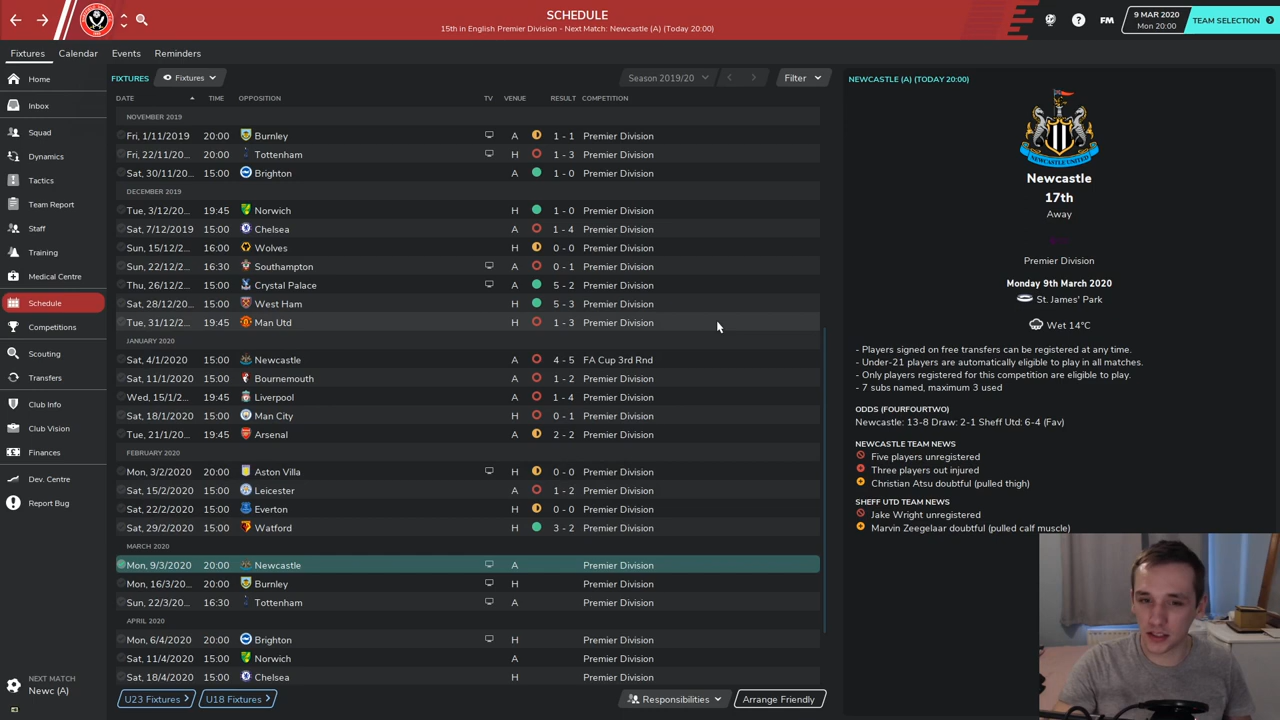 SCHEDULE
15th in English Premier Division - Next Match: Newcastle (A) (Today 20:00)
FM
9 MAR 2020
Mon 20:00
TEAM SELECTION
Fixtures Calendar Events Reminders
Home
Inbox
Squad
Dynamics
Tactics
Team Report
Staff
Training
Medical Centre
Schedule
Competitions
Scouting
Transfers
Club Info
Club Vision
Finances
Dev. Centre
Report Bug
NEXT MATCH
Newc (A)
FIXTURES Fixtures Season 2019/20 Filter
DATE TIME OPPOSITION TV VENUE RESULT COMPETITION
NOVEMBER 2019
Fri, 1/11/2019 20:00 Burnley A 1 - 1 Premier Division
Fri, 22/11/20... 20:00 Tottenham H 1 - 3 Premier Division
Sat, 30/11/20... 15:00 Brighton A 1 - 0 Premier Division
DECEMBER 2019
Tue, 3/12/20... 19:45 Norwich H 1 - 0 Premier Division
Sat, 7/12/2019 15:00 Chelsea A 1 - 4 Premier Division
Sun, 15/12/2... 16:00 Wolves H 0 - 0 Premier Division
Sun, 22/12/2... 16:30 Southampton A 0 - 1 Premier Division
Thu, 26/12/2... 15:00 Crystal Palace A 5 - 2 Premier Division
Sat, 28/12/20... 15:00 West Ham H 5 - 3 Premier Division
Tue, 31/12/2... 19:45 Man Utd H 1 - 3 Premier Division
JANUARY 2020
Sat, 4/1/2020 15:00 Newcastle A 4 - 5 FA Cup 3rd Rnd
Sat, 11/1/2020 15:00 Bournemouth A 1 - 2 Premier Division
Wed, 15/1/2... 19:45 Liverpool A 1 - 4 Premier Division
Sat, 18/1/2020 15:00 Man City H 0 - 1 Premier Division
Tue, 21/1/20... 19:45 Arsenal A 2 - 2 Premier Division
FEBRUARY 2020
Mon, 3/2/2020 20:00 Aston Villa H 0 - 0 Premier Division
Sat, 15/2/2020 15:00 Leicester A 1 - 2 Premier Division
Sat, 22/2/2020 15:00 Everton H 0 - 0 Premier Division
Sat, 29/2/2020 15:00 Watford H 3 - 2 Premier Division
MARCH 2020
Mon, 9/3/2020 20:00 Newcastle A Premier Division
Mon, 16/3/20... 20:00 Burnley H Premier Division
Sun, 22/3/20... 16:30 Tottenham A Premier Division
APRIL 2020
Mon, 6/4/2020 20:00 Brighton H Premier Division
Sat, 11/4/2020 15:00 Norwich A Premier Division
Sat, 18/4/2020 15:00 Chelsea H Premier Division
U23 Fixtures U18 Fixtures Responsibilities Arrange Friendly
NEWCASTLE (A) (TODAY 20:00)
NEWCASTLE UNITED
Newcastle
17th
Away
Premier Division
Monday 9th March 2020
St. James' Park
Wet 14°C
- Players signed on free transfers can be registered at any time.
- Under-21 players are automatically eligible to play in all matches.
- Only players registered for this competition are eligible to play.
- 7 subs named, maximum 3 used
ODDS (FOURFOURTWO)
Newcastle: 13-8 Draw: 2-1 Sheff Utd: 6-4 (Fav)
NEWCASTLE TEAM NEWS
Five players unregistered
Three players out injured
Christian Atsu doubtful (pulled thigh)
SHEFF UTD TEAM NEWS
Jake Wright unregistered
Marvin Zeegelaar doubtful (pulled calf muscle)